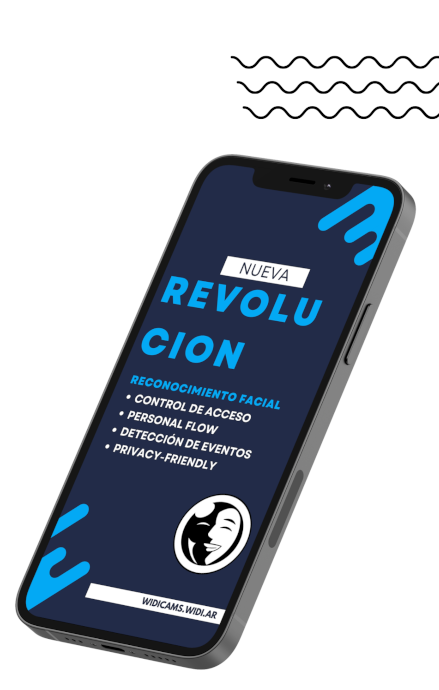 NUEVA
REVOLU
CION
RECONOCIMIENTO FACIAL
• CONTROL DE ACCESO
• PERSONAL FLOW
• DETECCIÓN DE EVENTOS
• PRIVACY-FRIENDLY
WIDICAMS.WIDI.AR